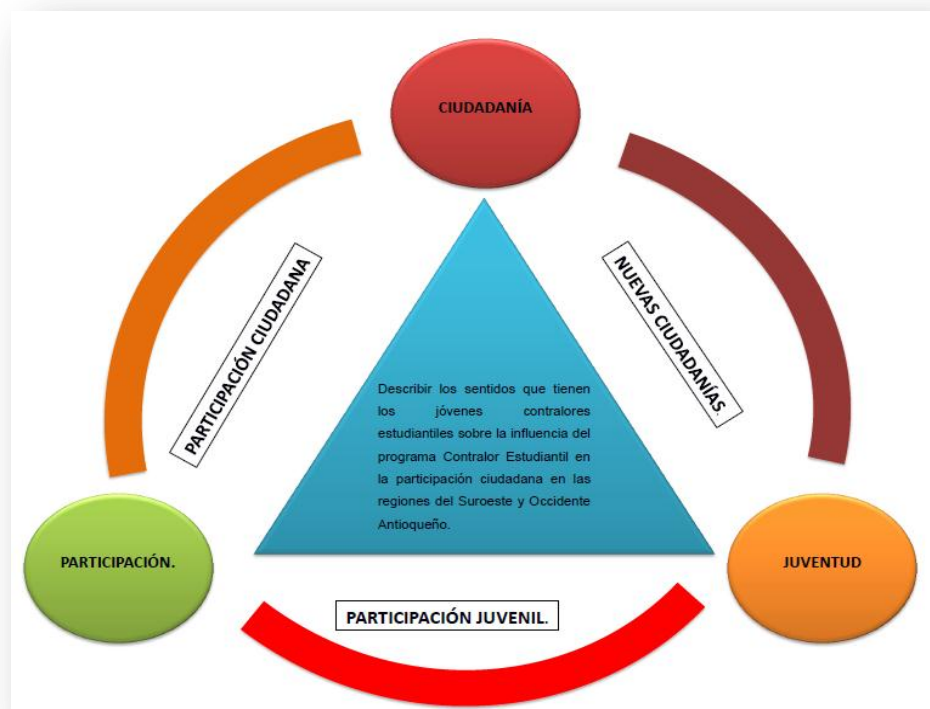 CIUDADANÍA
PARTICIPACIÓN CIUDADANA
NUEVAS CIUDADANÍAS.
Describir los sentidos que tienen
los jóvenes contralores
estudiantiles sobre la influencia del
programa Contralor Estudiantil en
la participación ciudadana en las
regiones del Suroeste y Occidente
Antioqueño.
PARTICIPACIÓN.
JUVENTUD
PARTICIPACIÓN JUVENIL.